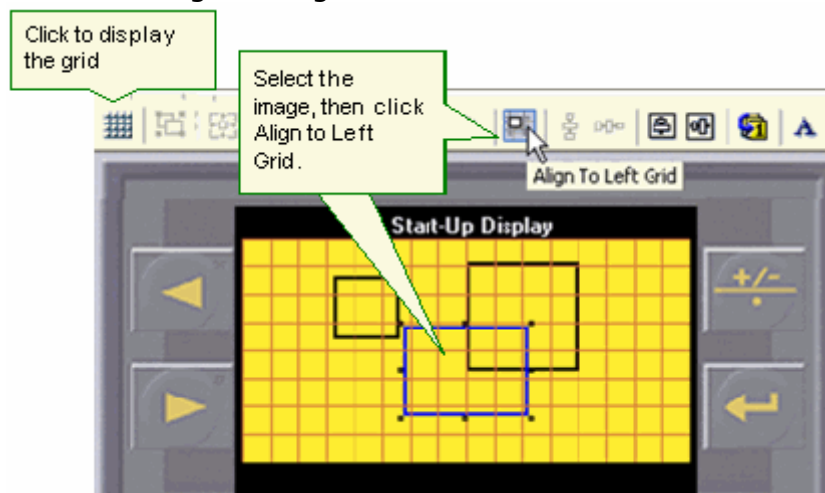 Click to display
the grid
Select the
image, then click
Align to Left
Grid.
Align To Left Grid
Start-Up Display
+/-